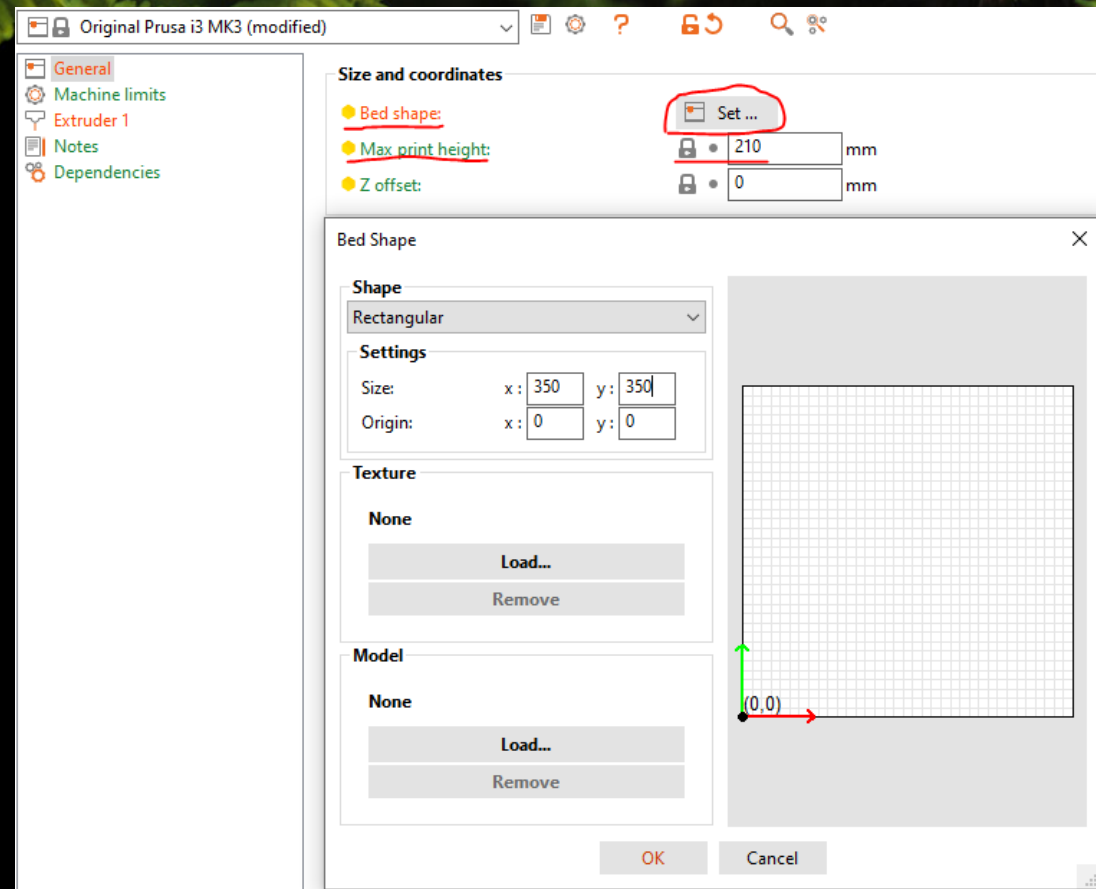 Original Prusa i3 MK3 (modified)
General
Machine limits
Extruder 1
Notes
Dependencies
Size and coordinates
Bed shape: Set ...
Max print height: 210 mm
Z offset: 0 mm
Bed Shape
Shape
Rectangular
Settings
Size: x : 350 y : 350
Origin: x : 0 y : 0
Texture
None
Load...
Remove
Model
None
Load...
Remove
(0,0)
OK Cancel